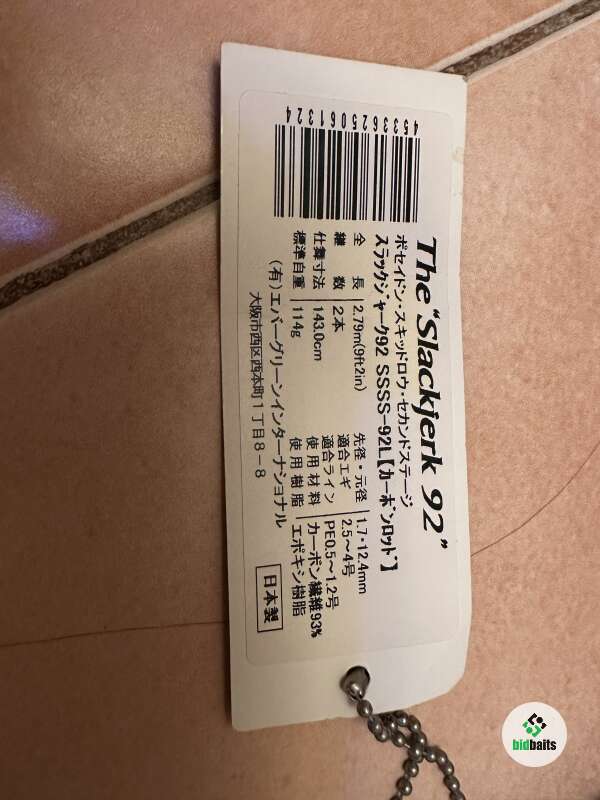 The "Slackjerk 92"
ポセイドン・スキッドロウ・セカンドステージ
スラックジャーク92 SSSS-92L【カーボンロッド】
全長 2.79m(9ft2in) 先径・元径 1.7・12.4mm
継数 2本 適合エギ 2.5～4号
仕舞寸法 143.0cm 適合ライン PE0.5～1.2号
標準自重 114g 使用材料 カーボン繊維93%
使用樹脂 エポキシ樹脂
(有)エバーグリーンインターナショナル
大阪市西区西本町1丁目8-8
日本製
4533625061324
bidbaits